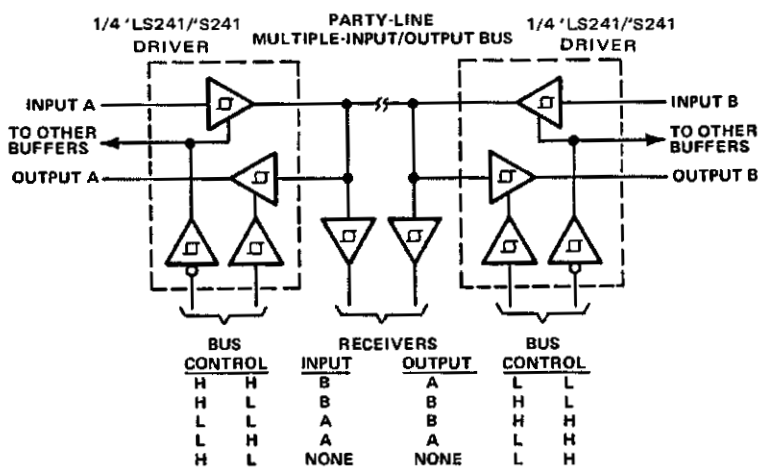 1/4 'LS241/'S241
DRIVER
PARTY-LINE
MULTIPLE-INPUT/OUTPUT BUS
1/4 'LS241/'S241
DRIVER
INPUT A
INPUT B
TO OTHER
BUFFERS
TO OTHER
BUFFERS
OUTPUT A
OUTPUT B
BUS RECEIVERS BUS
CONTROL INPUT OUTPUT CONTROL
H H B A L L
H L B B H L
L L A B H H
L H A A L H
H L NONE NONE L H